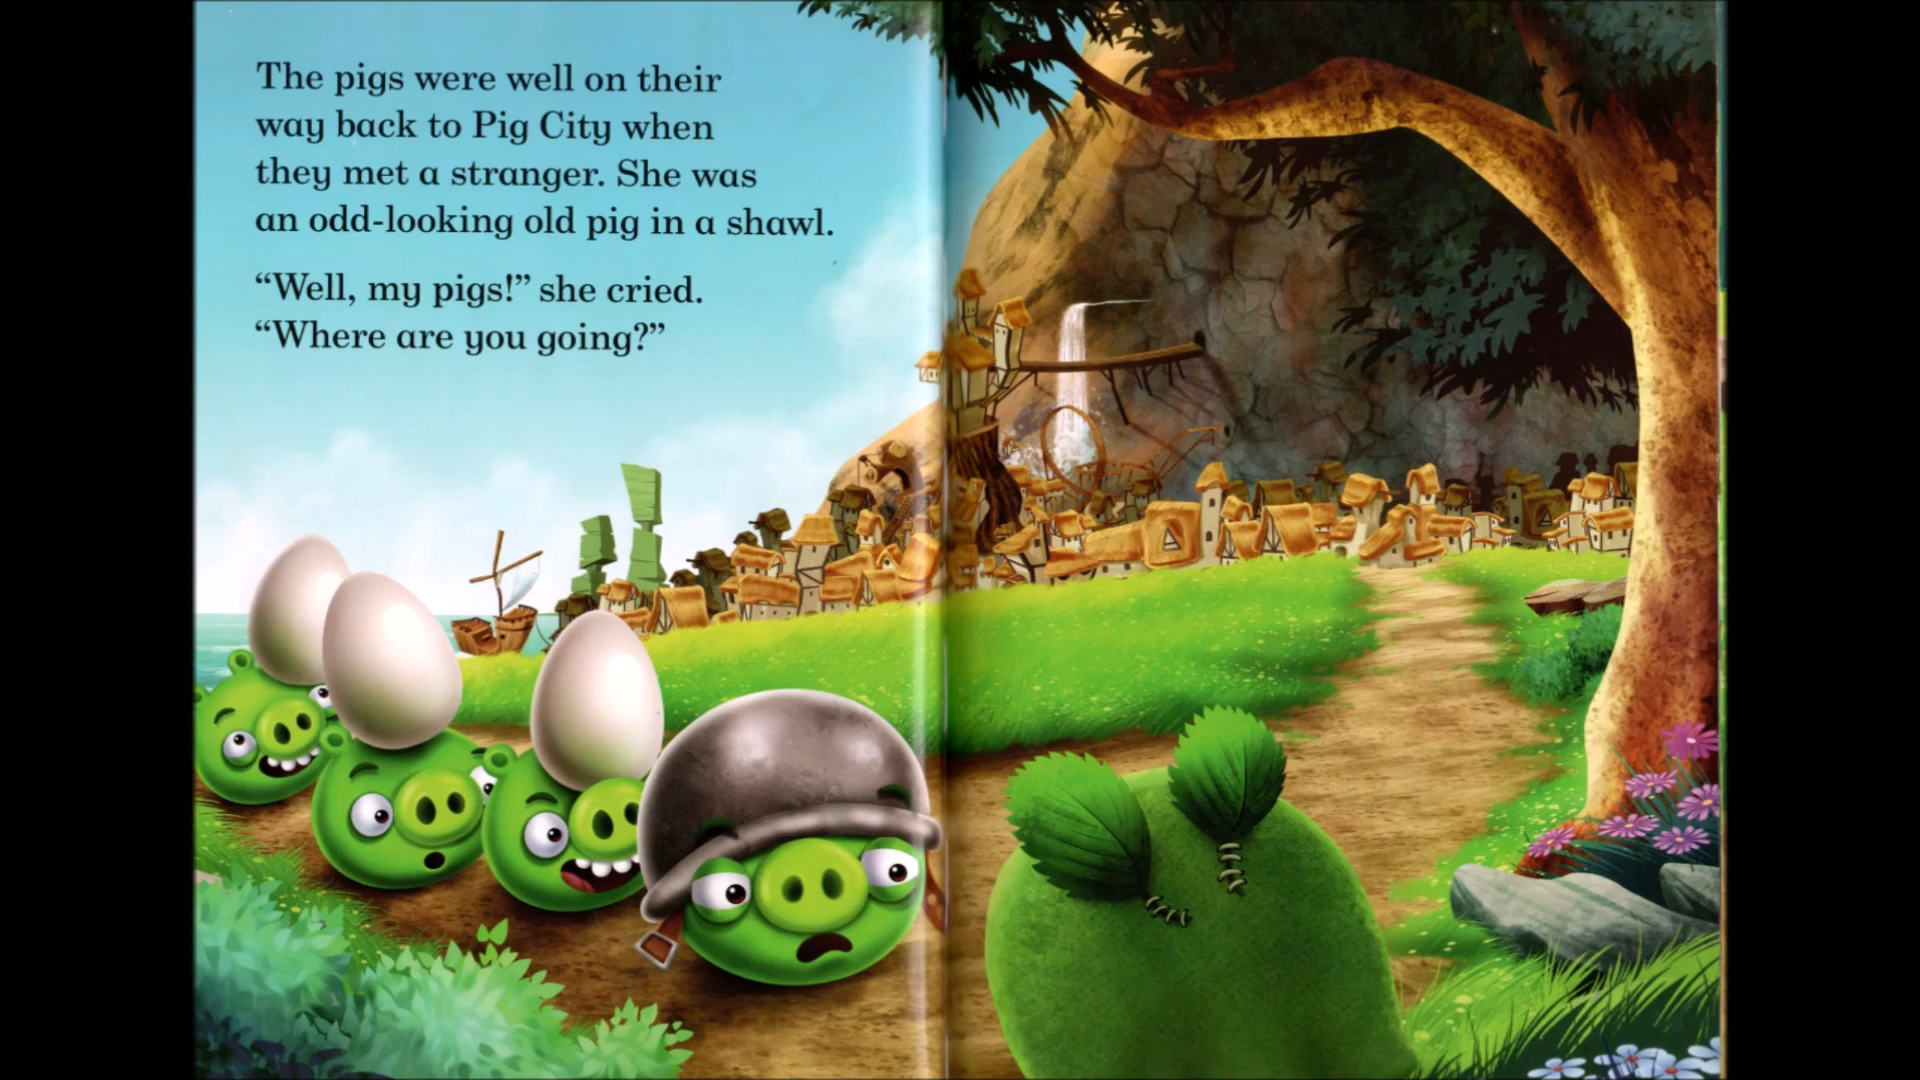 The pigs were well on their
way back to Pig City when
they met a stranger. She was
an odd-looking old pig in a shawl.
“Well, my pigs!” she cried.
“Where are you going?”